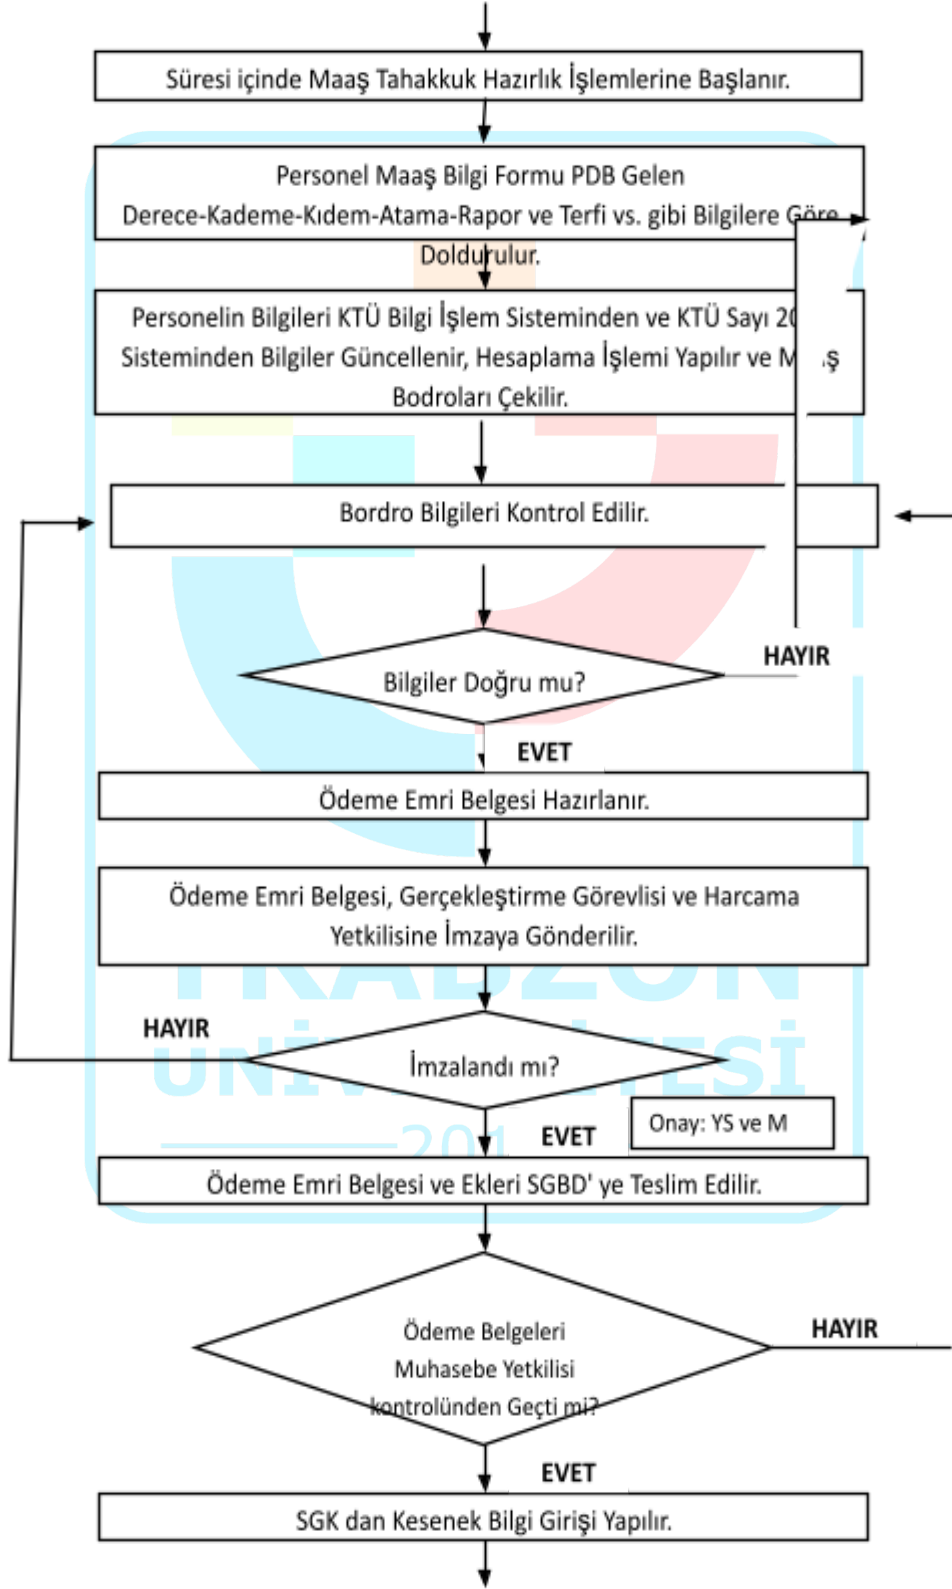 Süresi içinde Maaş Tahakkuk Hazırlık İşlemlerine Başlanır.
Personel Maaş Bilgi Formu PDB Gelen
Derece-Kademe-Kıdem-Atama-Rapor ve Terfi vs. gibi Bilgilere Göre
Doldurulur.
Personelin Bilgileri KTÜ Bilgi İşlem Sisteminden ve KTÜ Sayı
Sisteminden Bilgiler Güncellenir, Hesaplama İşlemi Yapılır ve
Bodroları Çekilir.
Bordro Bilgileri Kontrol Edilir.
Bilgiler Doğru mu?
HAYIR
EVET
Ödeme Emri Belgesi Hazırlanır.
Ödeme Emri Belgesi, Gerçekleştirme Görevlisi ve Harcama
Yetkilisine İmzaya Gönderilir.
TRABZON
HAYIR
İmzalandı mı?
ÜNİVERSİTESİ
Onay: YS ve M
EVET
Ödeme Emri Belgesi ve Ekleri SGBD' ye Teslim Edilir.
Ödeme Belgeleri
Muhasebe Yetkilisi
kontrolünden Geçti mi?
HAYIR
EVET
SGK dan Kesenek Bilgi Girişi Yapılır.